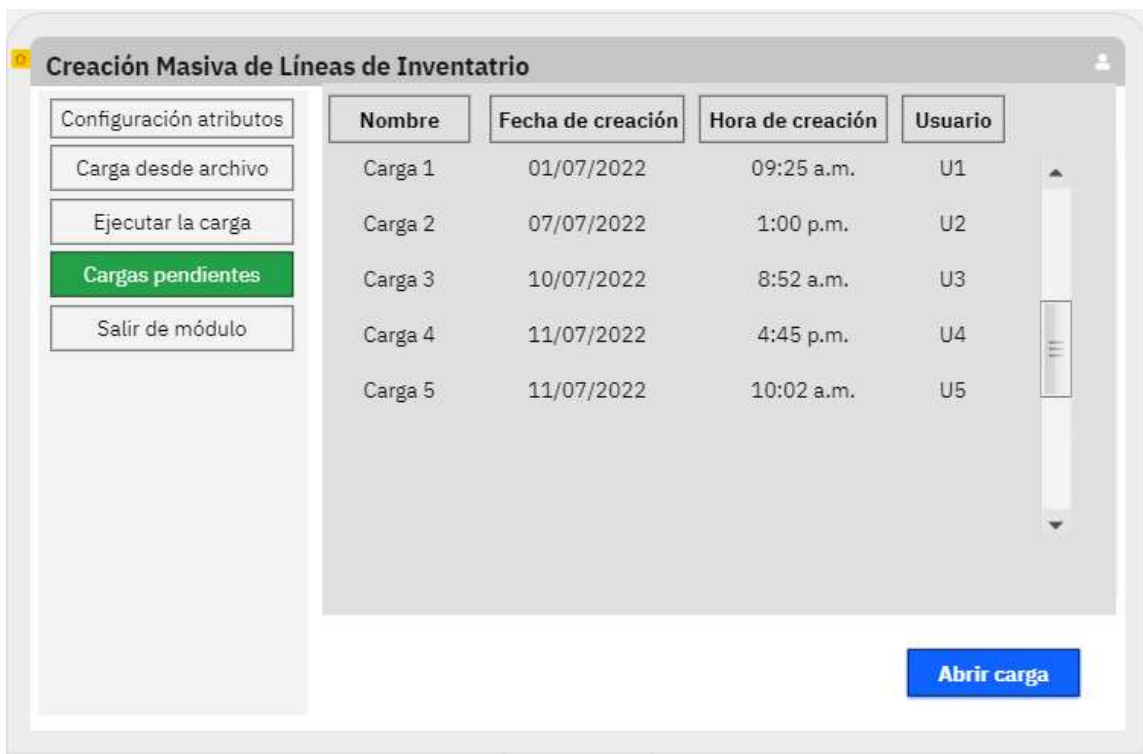 Creación Masiva de Líneas de Inventatrio
Configuración atributos
Carga desde archivo
Ejecutar la carga
Cargas pendientes
Salir de módulo
Nombre Fecha de creación Hora de creación Usuario
Carga 1 01/07/2022 09:25 a.m. U1
Carga 2 07/07/2022 1:00 p.m. U2
Carga 3 10/07/2022 8:52 a.m. U3
Carga 4 11/07/2022 4:45 p.m. U4
Carga 5 11/07/2022 10:02 a.m. U5
Abrir carga